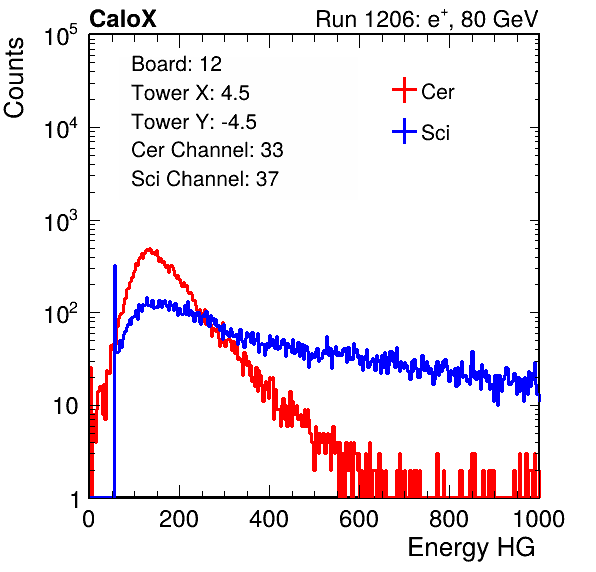 CaloX Run 1206: e⁺, 80 GeV
Counts
10⁵
10⁴
10³
10²
10
1
Board: 12
Tower X: 4.5
Tower Y: -4.5
Cer Channel: 33
Sci Channel: 37
Cer
Sci
0 200 400 600 800 1000
Energy HG